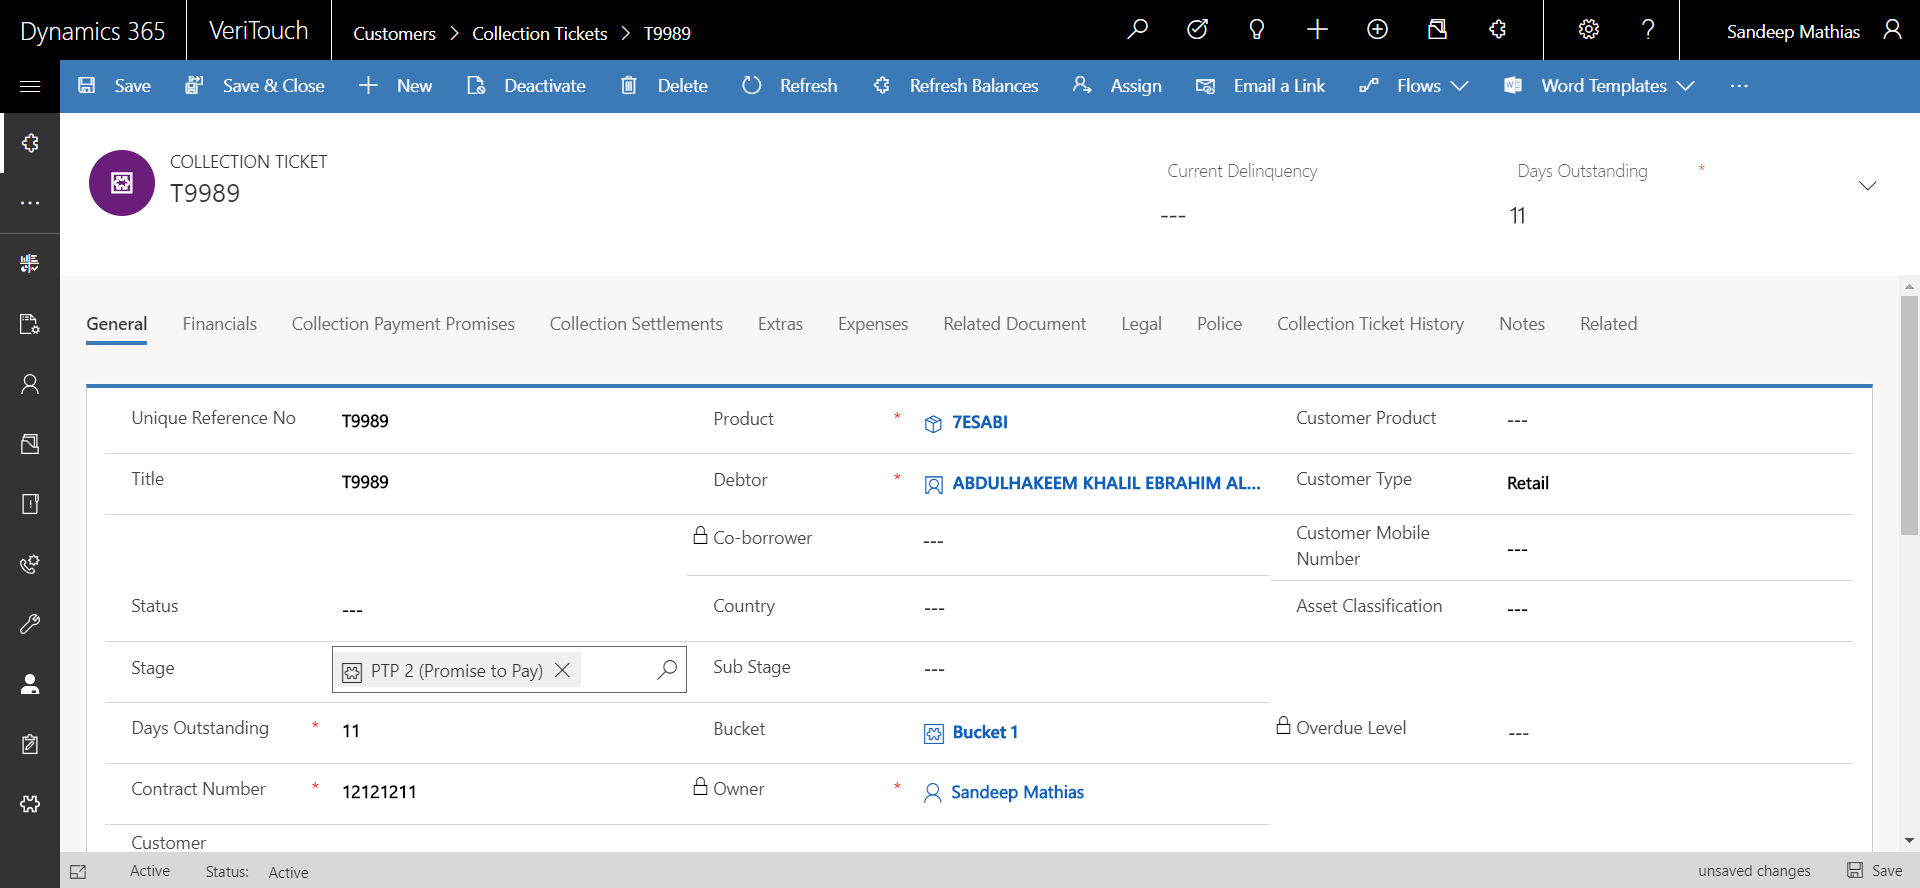 Dynamics 365
VeriTouch
Customers > Collection Tickets > T9989
Sandeep Mathias
Save
Save & Close
New
Deactivate
Delete
Refresh
Refresh Balances
Assign
Email a Link
Flows
Word Templates
COLLECTION TICKET
T9989
Current Delinquency
---
Days Outstanding *
11
General
Financials
Collection Payment Promises
Collection Settlements
Extras
Expenses
Related Document
Legal
Police
Collection Ticket History
Notes
Related
Unique Reference No T9989
Product * 7ESABI
Customer Product ---
Title T9989
Debtor * ABDULHAKEEM KHALIL EBRAHIM AL...
Customer Type Retail
Co-borrower ---
Customer Mobile
Number ---
Status ---
Country ---
Asset Classification ---
Stage PTP 2 (Promise to Pay)
Sub Stage ---
Days Outstanding * 11
Bucket Bucket 1
Overdue Level ---
Contract Number * 12121211
Owner * Sandeep Mathias
Customer
Active
Status: Active
unsaved changes
Save